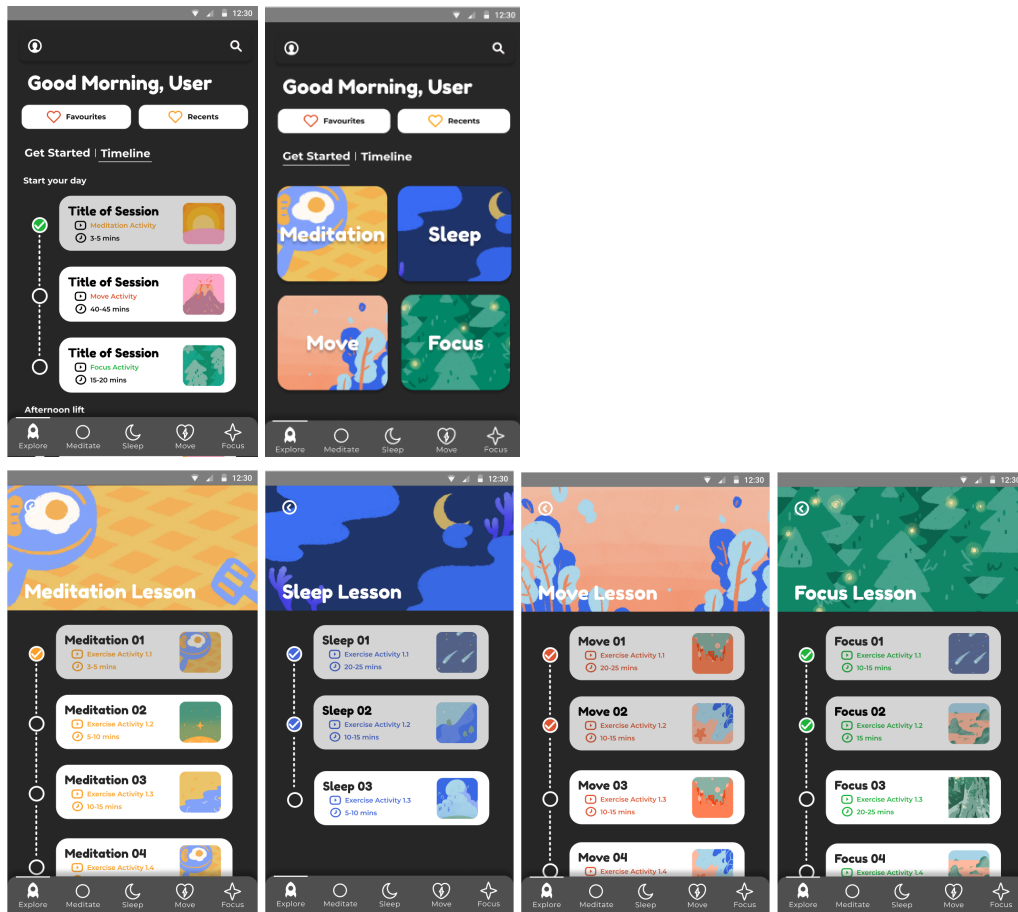 12:30
Good Morning, User
Favourites
Recents
Get Started | Timeline
Start your day
Title of Session
Meditation Activity
3-5 mins
Title of Session
Move Activity
40-45 mins
Title of Session
Focus Activity
15-20 mins
Afternoon lift
Explore
Meditate
Sleep
Move
Focus
12:30
Good Morning, User
Favourites
Recents
Get Started | Timeline
Meditation
Sleep
Move
Focus
Explore
Meditate
Sleep
Move
Focus
12:30
Meditation Lesson
Meditation 01
Exercise Activity 1.1
3-5 mins
Meditation 02
Exercise Activity 1.2
5-10 mins
Meditation 03
Exercise Activity 1.3
10-15 mins
Meditation 04
Exercise Activity 1.4
Explore
Meditate
Sleep
Move
Focus
12:30
Sleep Lesson
Sleep 01
Exercise Activity 1.1
20-25 mins
Sleep 02
Exercise Activity 1.2
10-15 mins
Sleep 03
Exercise Activity 1.3
5-10 mins
Explore
Meditate
Sleep
Move
Focus
12:30
Move Lesson
Move 01
Exercise Activity 1.1
20-25 mins
Move 02
Exercise Activity 1.2
10-15 mins
Move 03
Exercise Activity 1.3
10-15 mins
Move 04
Exercise Activity 1.4
Explore
Meditate
Sleep
Move
Focus
12:30
Focus Lesson
Focus 01
Exercise Activity 1.1
10-15 mins
Focus 02
Exercise Activity 1.2
15 mins
Focus 03
Exercise Activity 1.3
20-25 mins
Focus 04
Exercise Activity 1.4
Explore
Meditate
Sleep
Move
Focus